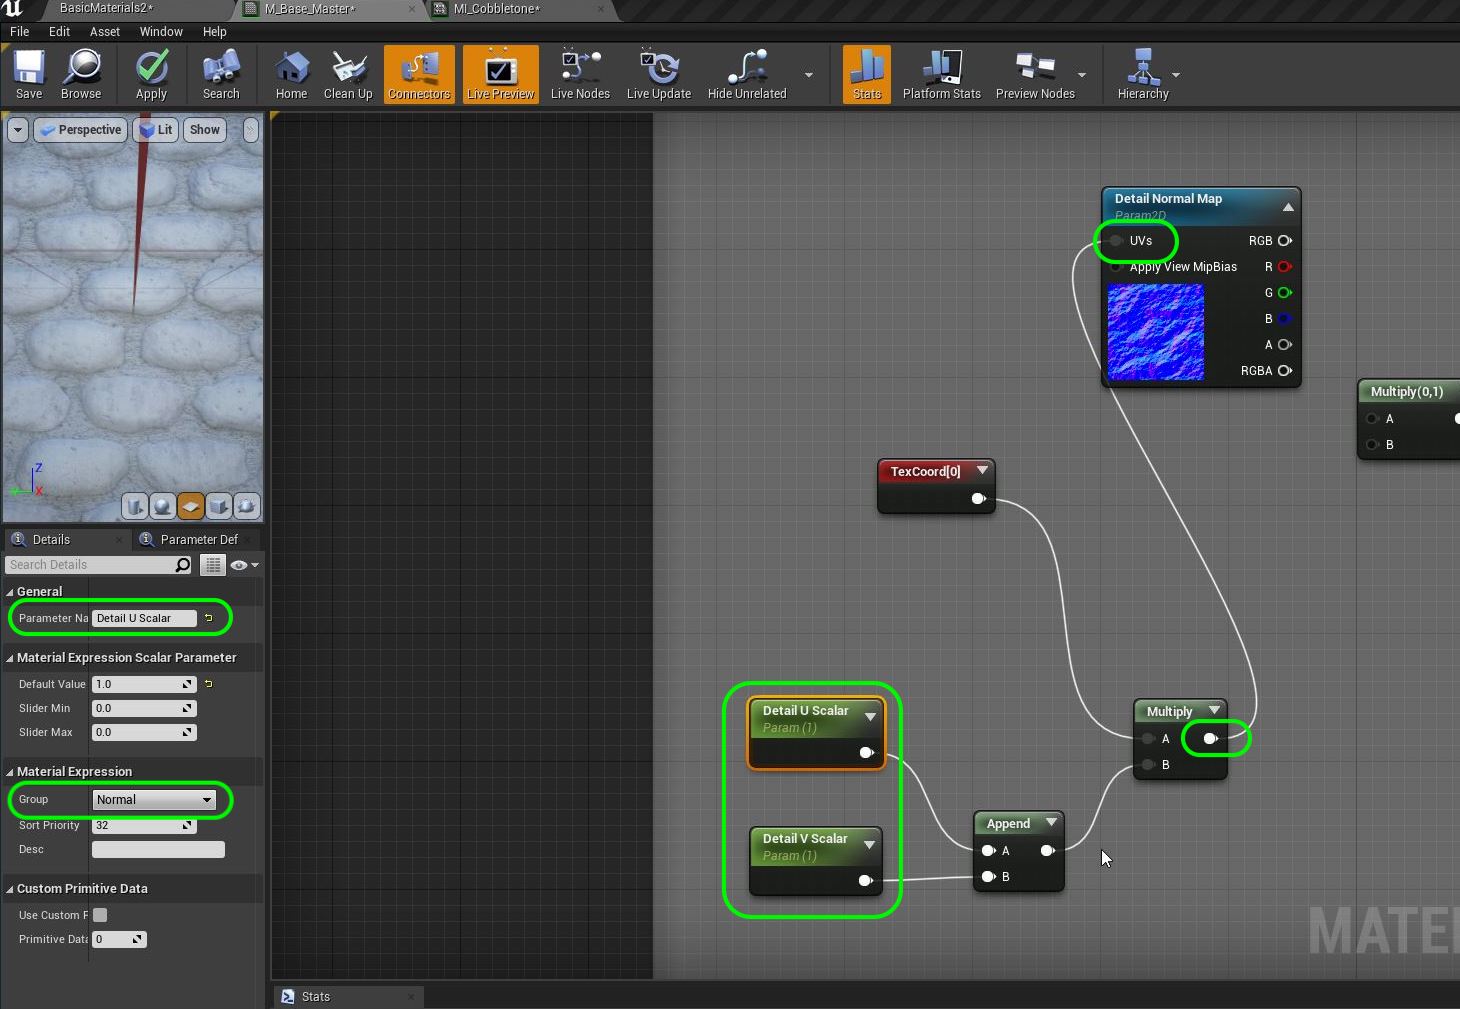 BasicMaterials2*
M_Base_Master*
MI_Cobbletone*
File Edit Asset Window Help
Save
Browse
Apply
Search
Home
Clean Up
Connectors
Live Preview
Live Nodes
Live Update
Hide Unrelated
Stats
Platform Stats
Preview Nodes
Hierarchy
Perspective
Lit
Show
Z
X
Details
Parameter Def
Search Details
General
Parameter Na
Detail U Scalar
Material Expression Scalar Parameter
Default Value 1.0
Slider Min 0.0
Slider Max 0.0
Material Expression
Group Normal
Sort Priority 32
Desc
Custom Primitive Data
Use Custom F
Primitive Data 0
Detail Normal Map
Param2D
UVs RGB
Apply View MipBias R
G
B
A
RGBA
Multiply(0,1)
A
B
TexCoord[0]
Detail U Scalar
Param (1)
Detail V Scalar
Param (1)
Append
A
B
Multiply
A
B
MATE
Stats